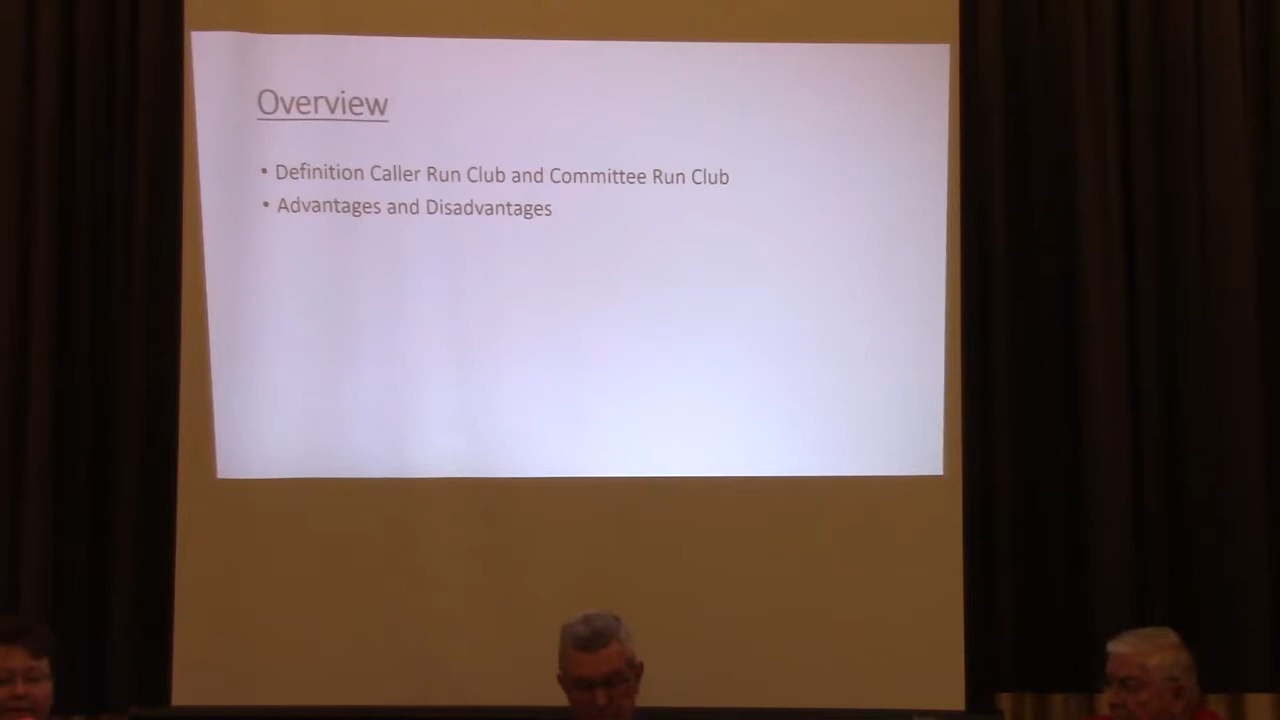 Overview
• Definition Caller Run Club and Committee Run Club
• Advantages and Disadvantages